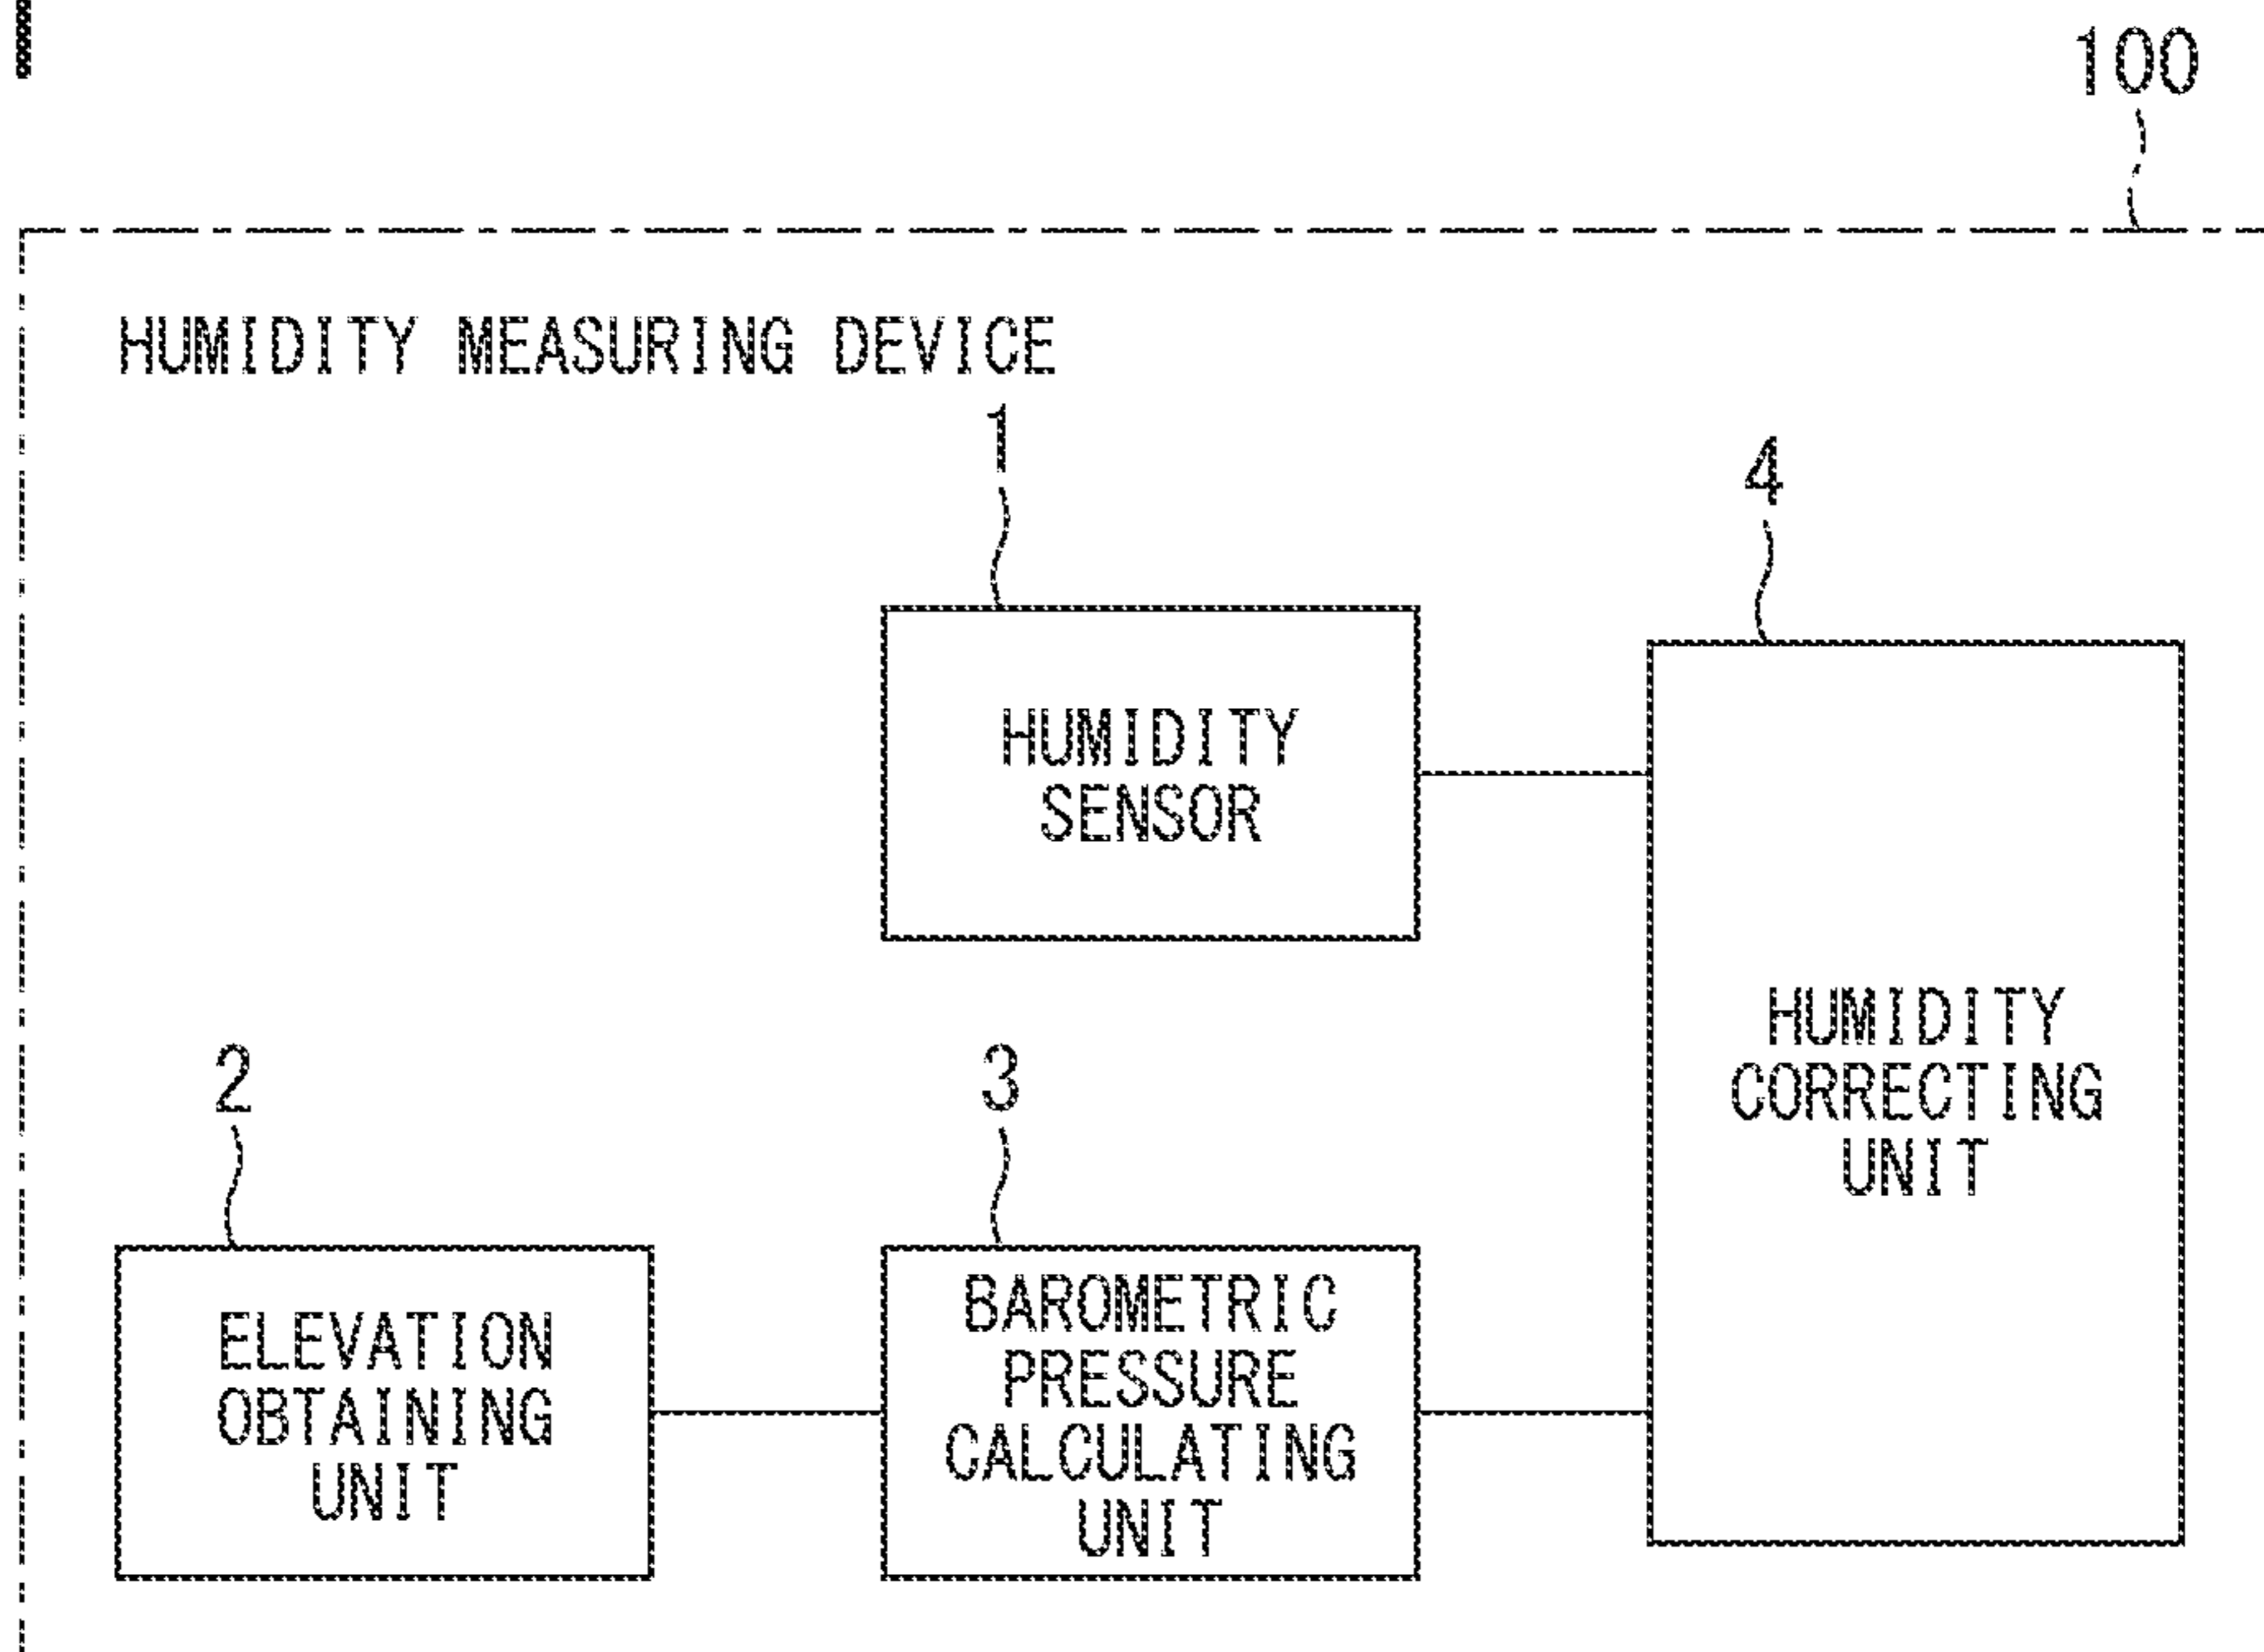 100
HUMIDITY MEASURING DEVICE
1
4
HUMIDITY
SENSOR
HUMIDITY
CORRECTING
UNIT
2
3
ELEVATION
OBTAINING
UNIT
BAROMETRIC
PRESSURE
CALCULATING
UNIT